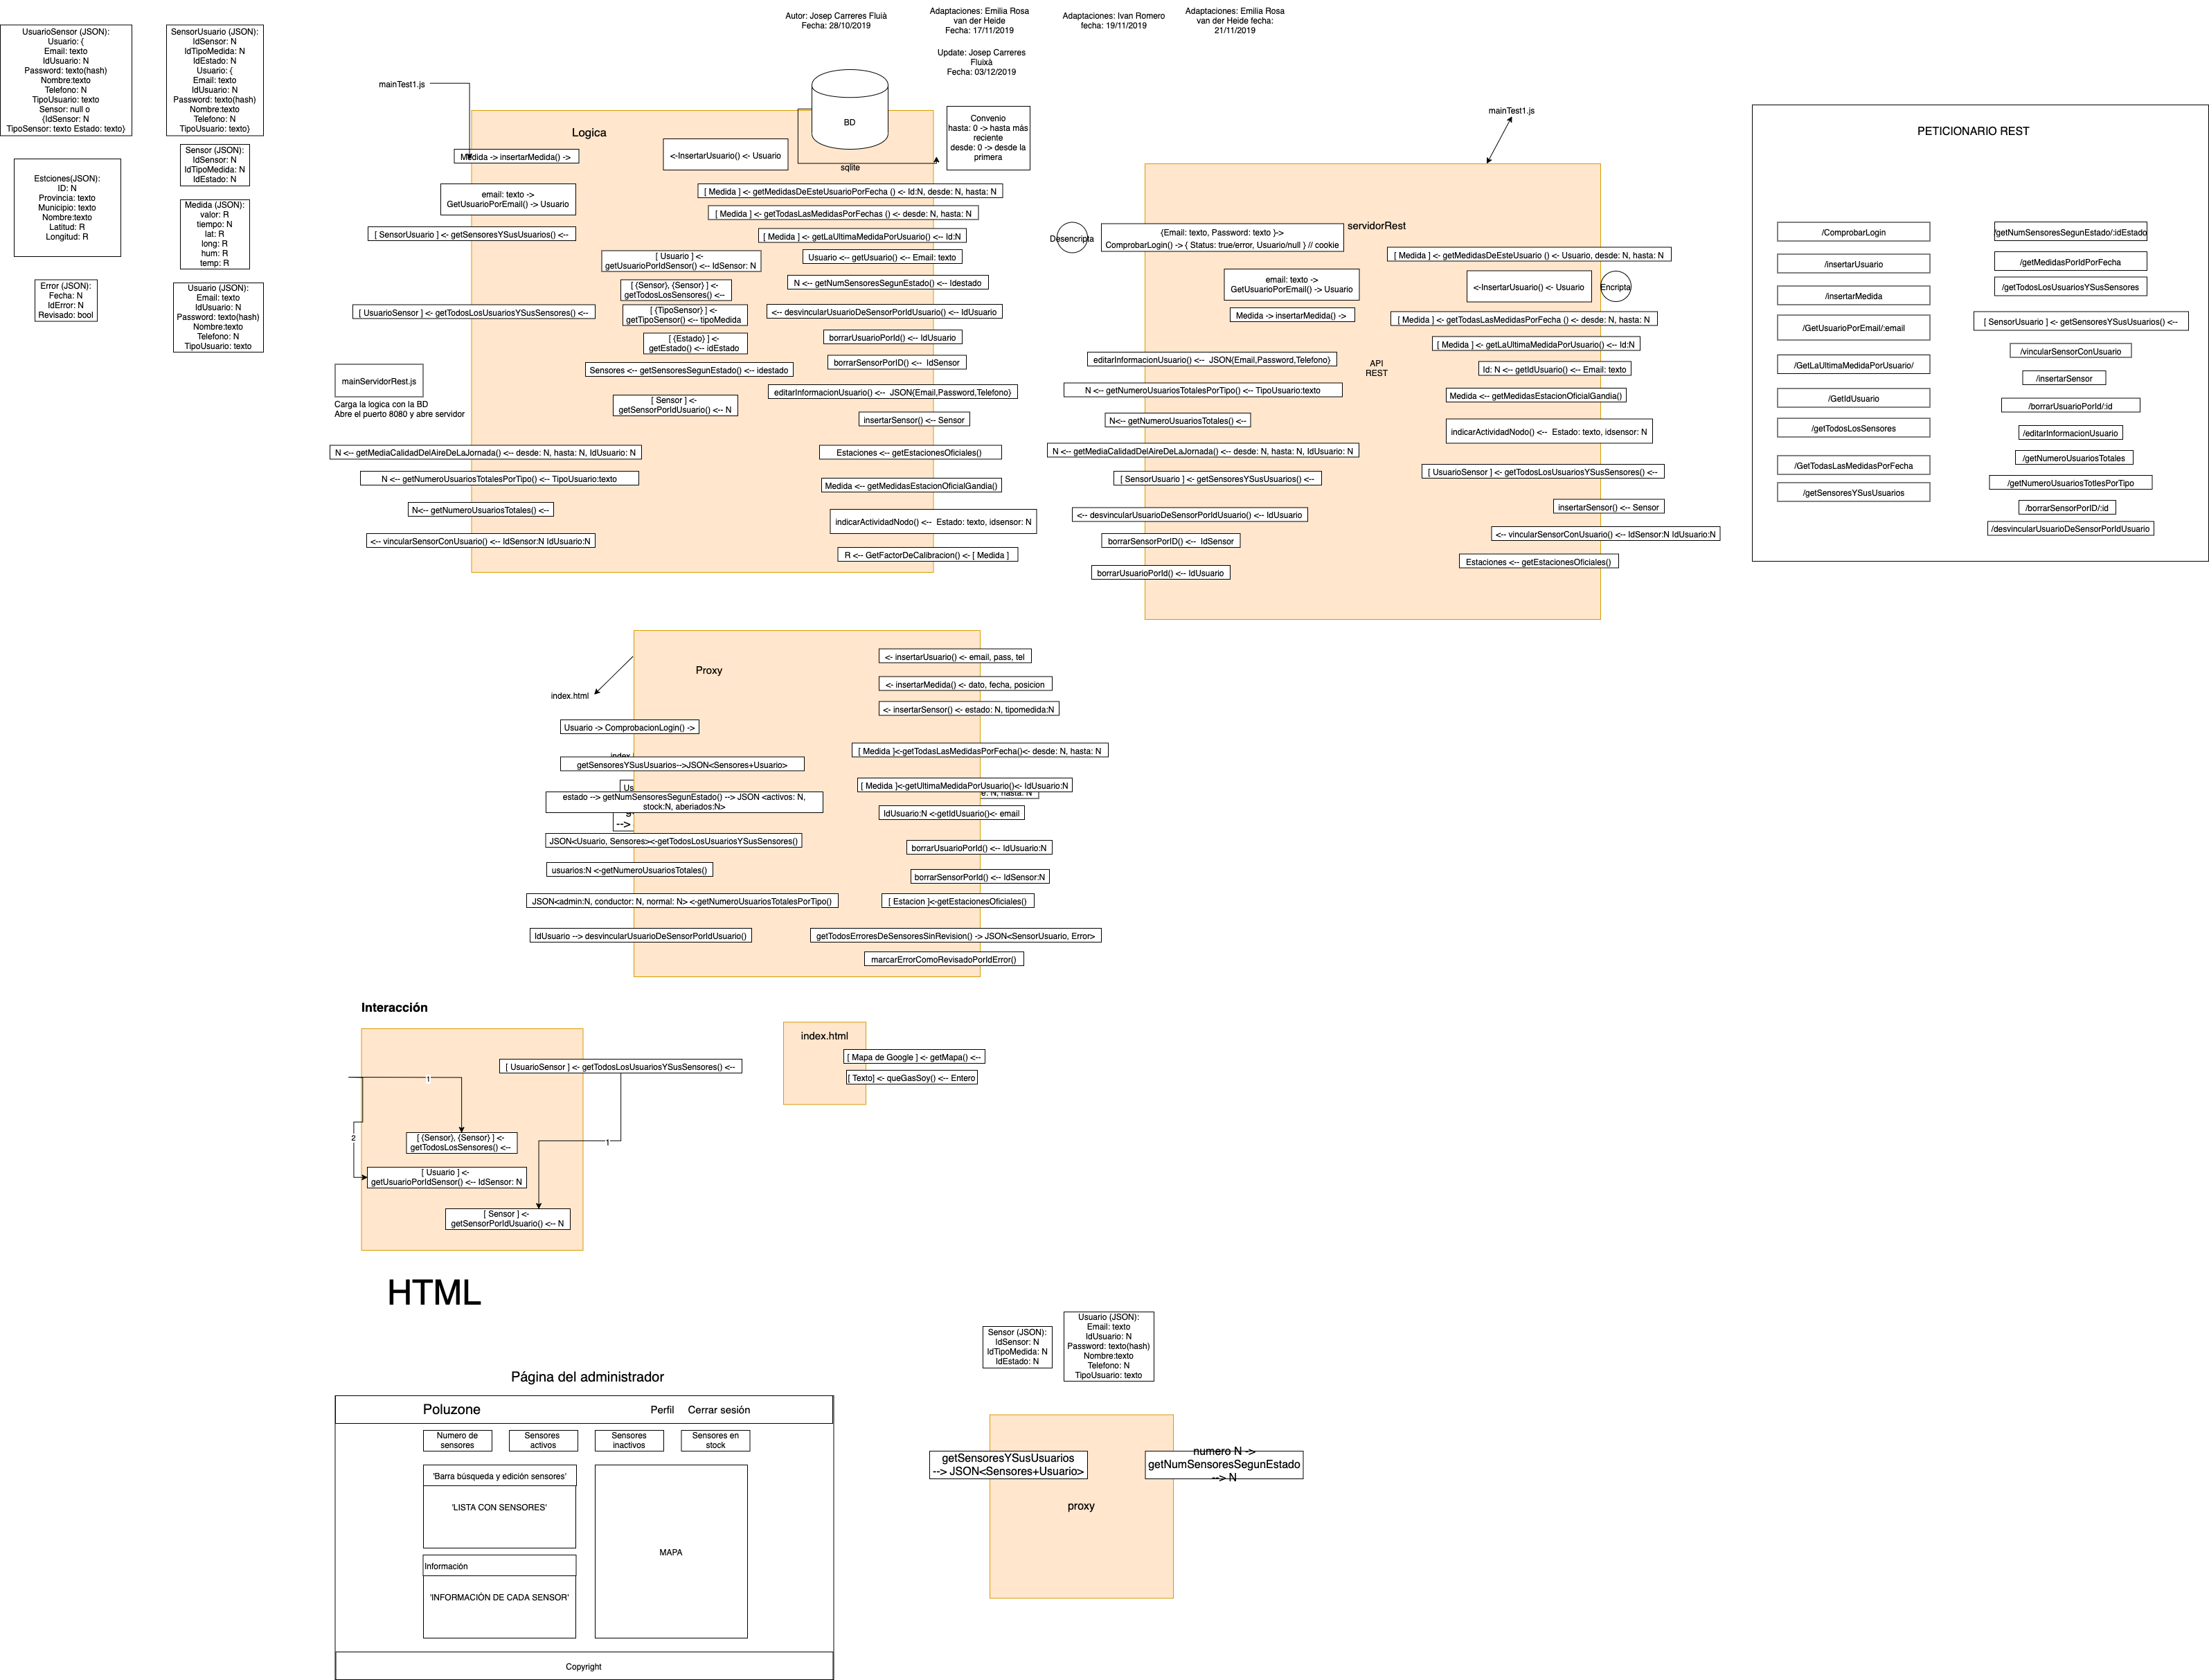 Autor: Josep Carreres Fluià
Fecha: 28/10/2019
Adaptaciones: Emilia Rosa
van der Heide
Fecha: 17/11/2019
Adaptaciones: Ivan Romero
fecha: 19/11/2019
Adaptaciones: Emilia Rosa
van der Heide fecha:
21/11/2019
Update: Josep Carreres
Fluixà
Fecha: 03/12/2019
UsuarioSensor (JSON):
Usuario: {
Email: texto
IdUsuario: N
Password: texto(hash)
Nombre:texto
Telefono: N
TipoUsuario: texto
Sensor: null o
{IdSensor: N
TipoSensor: texto Estado: texto}
SensorUsuario (JSON):
IdSensor: N
IdTipoMedida: N
IdEstado: N
Usuario: {
Email: texto
IdUsuario: N
Password: texto(hash)
Nombre:texto
Telefono: N
TipoUsuario: texto}
Sensor (JSON):
IdSensor: N
IdTipoMedida: N
IdEstado: N
Estciones(JSON):
ID: N
Provincia: texto
Municipio: texto
Nombre:texto
Latitud: R
Longitud: R
Medida (JSON):
valor: R
tiempo: N
lat: R
long: R
hum: R
temp: R
Error (JSON):
Fecha: N
IdError: N
Revisado: bool
Usuario (JSON):
Email: texto
IdUsuario: N
Password: texto(hash)
Nombre:texto
Telefono: N
TipoUsuario: texto
mainTest1.js
Logica
BD
sqlite
Convenio
hasta: 0 -> hasta más
reciente
desde: 0 -> desde la
primera
Medida -> insertarMedida() ->
<-InsertarUsuario() <- Usuario
email: texto ->
GetUsuarioPorEmail() -> Usuario
[ Medida ] <- getMedidasDeEsteUsuarioPorFecha () <- Id:N, desde: N, hasta: N
[ Medida ] <- getTodasLasMedidasPorFechas () <- desde: N, hasta: N
[ SensorUsuario ] <- getSensoresYSusUsuarios() <--
[ Medida ] <- getLaUltimaMedidaPorUsuario() <- Id:N
[ Usuario ] <-
getUsuarioPorIdSensor() <-- IdSensor: N
Usuario <-- getUsuario() <-- Email: texto
[ {Sensor}, {Sensor} ] <-
getTodosLosSensores() <--
N <-- getNumSensoresSegunEstado() <-- Idestado
[ UsuarioSensor ] <- getTodosLosUsuariosYSusSensores() <--
[ {TipoSensor} ] <-
getTipoSensor() <-- tipoMedida
<-- desvincularUsuarioDeSensorPorIdUsuario() <-- IdUsuario
[ {Estado} ] <-
getEstado() <-- idEstado
borrarUsuarioPorId() <-- IdUsuario
borrarSensorPorID() <--  IdSensor
Sensores <-- getSensoresSegunEstado() <-- idestado
mainServidorRest.js
Carga la logica con la BD
Abre el puerto 8080 y abre servidor
editarInformacionUsuario() <--  JSON{Email,Password,Telefono}
[ Sensor ] <-
getSensorPorIdUsuario() <-- N
insertarSensor() <-- Sensor
N <-- getMediaCalidadDelAireDeLaJornada() <-- desde: N, hasta: N, IdUsuario: N
Estaciones <-- getEstacionesOficiales()
N <-- getNumeroUsuariosTotalesPorTipo() <-- TipoUsuario:texto
Medida <-- getMedidasEstacionOficialGandia()
N<-- getNumeroUsuariosTotales() <--
indicarActividadNodo() <--  Estado: texto, idsensor: N
<-- vincularSensorConUsuario() <-- IdSensor:N IdUsuario:N
R <-- GetFactorDeCalibracion() <- [ Medida ]
mainTest1.js
servidorRest
Desencripta
{Email: texto, Password: texto }->
ComprobarLogin() -> { Status: true/error, Usuario/null } // cookie
[ Medida ] <- getMedidasDeEsteUsuario () <- Usuario, desde: N, hasta: N
email: texto ->
GetUsuarioPorEmail() -> Usuario
<-InsertarUsuario() <- Usuario
Encripta
Medida -> insertarMedida() ->
[ Medida ] <- getTodasLasMedidasPorFecha () <- desde: N, hasta: N
[ Medida ] <- getLaUltimaMedidaPorUsuario() <- Id:N
editarInformacionUsuario() <--  JSON{Email,Password,Telefono}
API
REST
Id: N <-- getIdUsuario() <-- Email: texto
N <-- getNumeroUsuariosTotalesPorTipo() <-- TipoUsuario:texto
Medida <-- getMedidasEstacionOficialGandia()
N<-- getNumeroUsuariosTotales() <--
indicarActividadNodo() <--  Estado: texto, idsensor: N
N <-- getMediaCalidadDelAireDeLaJornada() <-- desde: N, hasta: N, IdUsuario: N
[ UsuarioSensor ] <- getTodosLosUsuariosYSusSensores() <--
[ SensorUsuario ] <- getSensoresYSusUsuarios() <--
insertarSensor() <-- Sensor
<-- desvincularUsuarioDeSensorPorIdUsuario() <-- IdUsuario
<-- vincularSensorConUsuario() <-- IdSensor:N IdUsuario:N
borrarSensorPorID() <--  IdSensor
Estaciones <-- getEstacionesOficiales()
borrarUsuarioPorId() <-- IdUsuario
PETICIONARIO REST
/ComprobarLogin
/insertarUsuario
/insertarMedida
/GetUsuarioPorEmail/:email
/GetLaUltimaMedidaPorUsuario/
/GetIdUsuario
/getTodosLosSensores
/GetTodasLasMedidasPorFecha
/getSensoresYSusUsuarios
/getNumSensoresSegunEstado/:idEstado
/getMedidasPorIdPorFecha
/getTodosLosUsuariosYSusSensores
[ SensorUsuario ] <- getSensoresYSusUsuarios() <--
/vincularSensorConUsuario
/insertarSensor
/borrarUsuarioPorId/:id
/editarInformacionUsuario
/getNumeroUsuariosTotales
/getNumeroUsuariosTotlesPorTipo
/borrarSensorPorID/:id
/desvincularUsuarioDeSensorPorIdUsuario
Proxy
index.html
<- insertarUsuario() <- email, pass, tel
<- insertarMedida() <- dato, fecha, posicion
<- insertarSensor() <- estado: N, tipomedida:N
Usuario -> ComprobacionLogin() ->
[ Medida ]<-getTodasLasMedidasPorFecha()<- desde: N, hasta: N
getSensoresYSusUsuarios-->JSON<Sensores+Usuario>
Us
[ Medida ]<-getUltimaMedidaPorUsuario()<- IdUsuario:N
estado --> getNumSensoresSegunEstado() --> JSON <activos: N,
stock:N, aberiados:N>
-->
IdUsuario:N <-getIdUsuario()<- email
JSON<Usuario, Sensores><-getTodosLosUsuariosYSusSensores()
borrarUsuarioPorId() <-- IdUsuario:N
usuarios:N <-getNumeroUsuariosTotales()
borrarSensorPorId() <-- IdSensor:N
JSON<admin:N, conductor: N, normal: N> <-getNumeroUsuariosTotalesPorTipo()
[ Estacion ]<-getEstacionesOficiales()
IdUsuario --> desvincularUsuarioDeSensorPorIdUsuario()
getTodosErroresDeSensoresSinRevision() -> JSON<SensorUsuario, Error>
marcarErrorComoRevisadoPorIdError()
Interacción
[ UsuarioSensor ] <- getTodosLosUsuariosYSusSensores() <--
1
2
1
[ {Sensor}, {Sensor} ] <-
getTodosLosSensores() <--
[ Usuario ] <-
getUsuarioPorIdSensor() <-- IdSensor: N
[ Sensor ] <-
getSensorPorIdUsuario() <-- N
index.html
[ Mapa de Google ] <- getMapa() <--
[ Texto] <- queGasSoy() <-- Entero
HTML
Página del administrador
Poluzone
Perfil
Cerrar sesión
Numero de
sensores
Sensores
activos
Sensores
inactivos
Sensores en
stock
'Barra búsqueda y edición sensores'
'LISTA CON SENSORES'
MAPA
Información
'INFORMACIÓN DE CADA SENSOR'
Copyright
Sensor (JSON):
IdSensor: N
IdTipoMedida: N
IdEstado: N
Usuario (JSON):
Email: texto
IdUsuario: N
Password: texto(hash)
Nombre:texto
Telefono: N
TipoUsuario: texto
getSensoresYSusUsuarios
--> JSON<Sensores+Usuario>
numero N ->
getNumSensoresSegunEstado
--> N
proxy